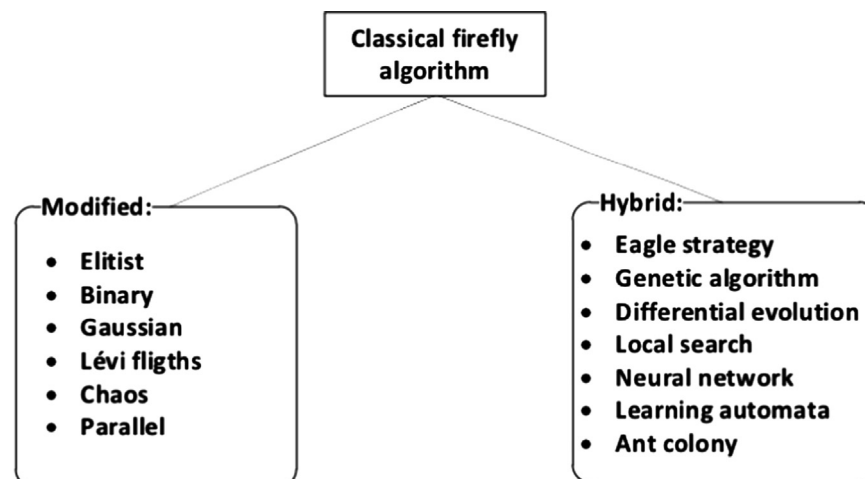 Classical firefly
algorithm
Modified:
• Elitist
• Binary
• Gaussian
• Lévi fligths
• Chaos
• Parallel
Hybrid:
• Eagle strategy
• Genetic algorithm
• Differential evolution
• Local search
• Neural network
• Learning automata
• Ant colony